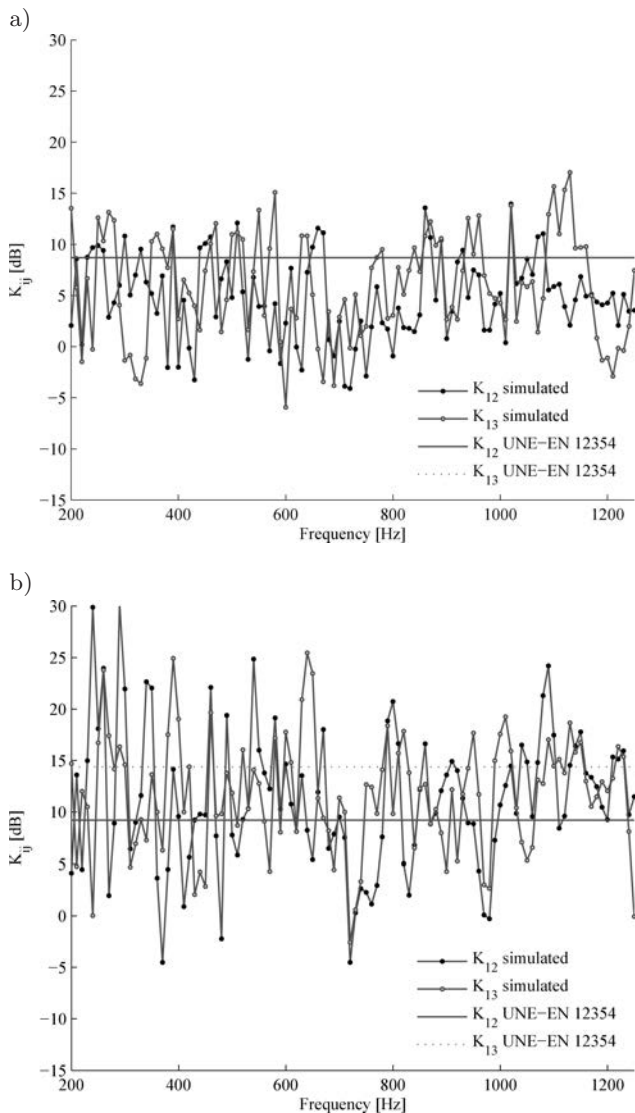 a)
30
25
20
15
10
5
0
−5
−10
−15
200 400 600 800 1000 1200
K_ij [dB]
Frequency [Hz]
K_12 simulated
K_13 simulated
K_12 UNE−EN 12354
K_13 UNE−EN 12354
b)
30
25
20
15
10
5
0
−5
−10
−15
200 400 600 800 1000 1200
K_ij [dB]
Frequency [Hz]
K_12 simulated
K_13 simulated
K_12 UNE−EN 12354
K_13 UNE−EN 12354